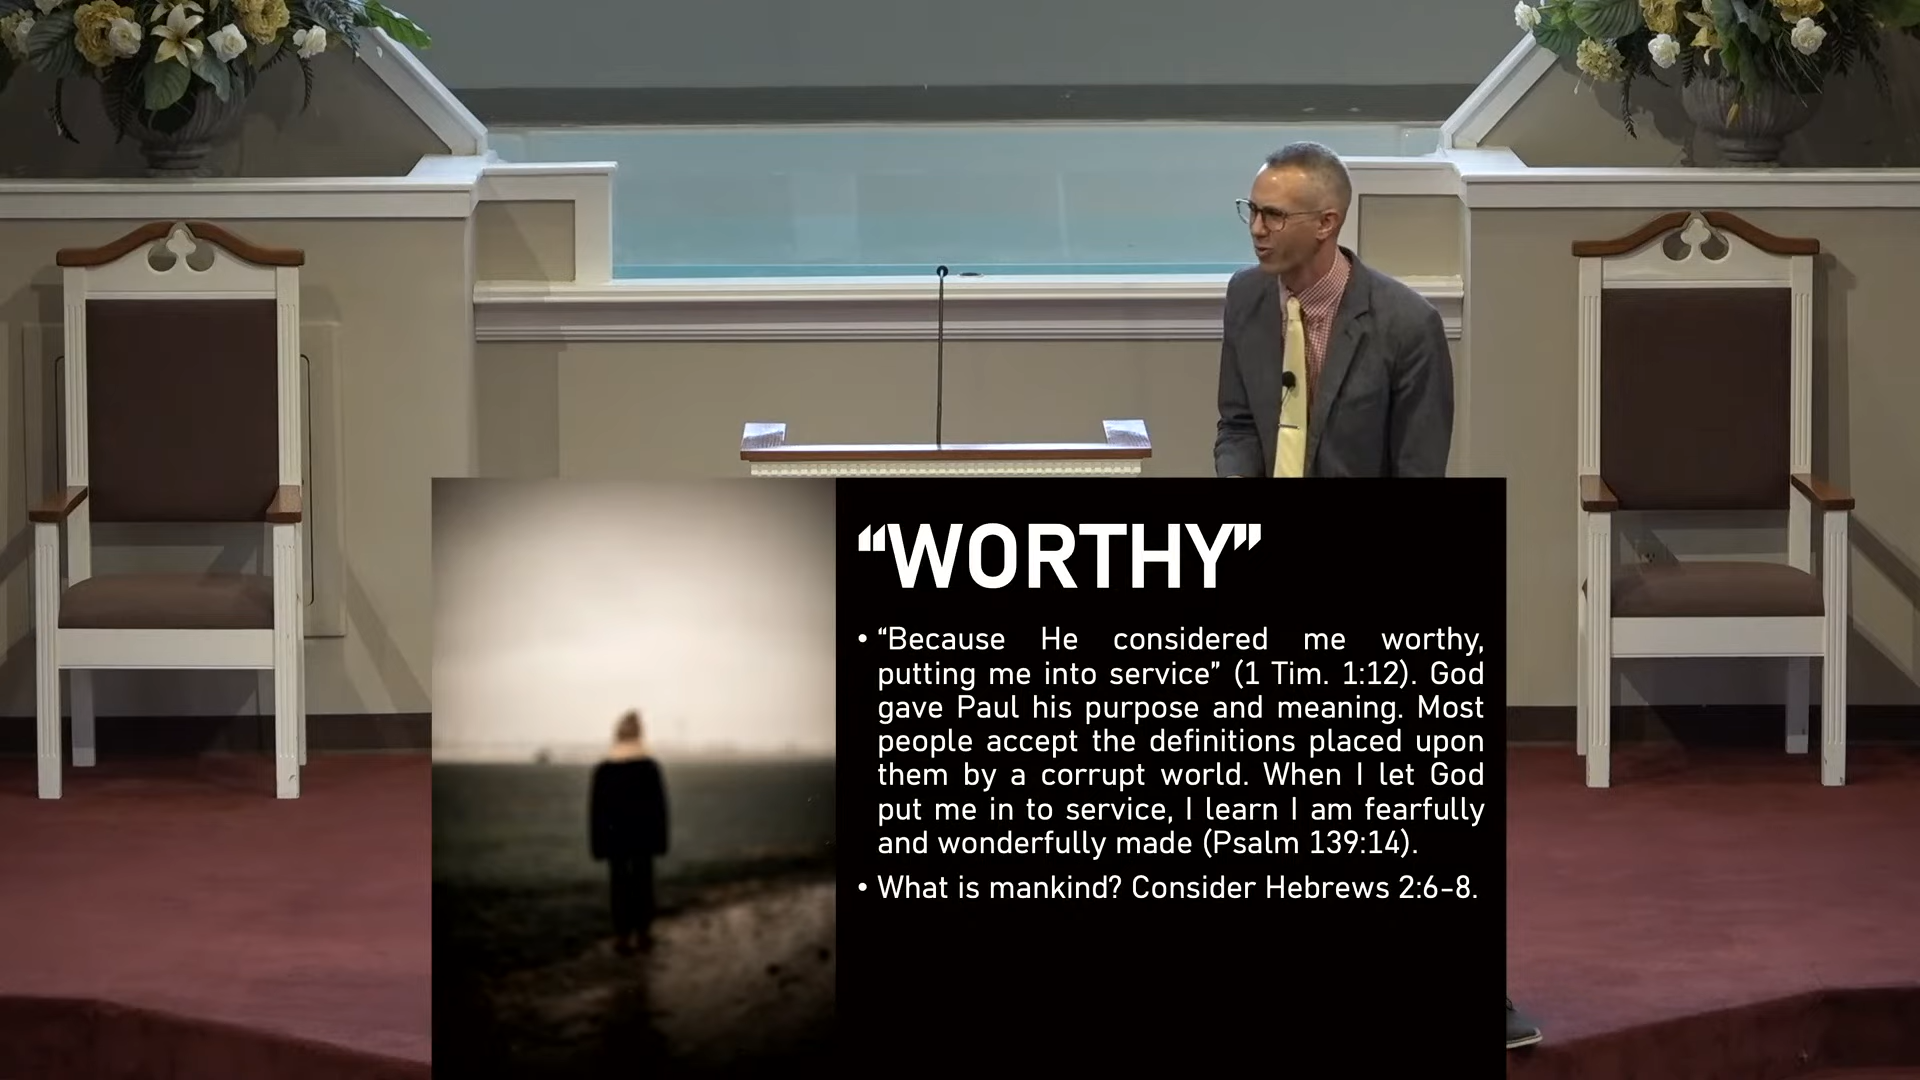 “WORTHY”
• “Because He considered me worthy,
putting me into service” (1 Tim. 1:12). God
gave Paul his purpose and meaning. Most
people accept the definitions placed upon
them by a corrupt world. When I let God
put me in to service, I learn I am fearfully
and wonderfully made (Psalm 139:14).
• What is mankind? Consider Hebrews 2:6-8.